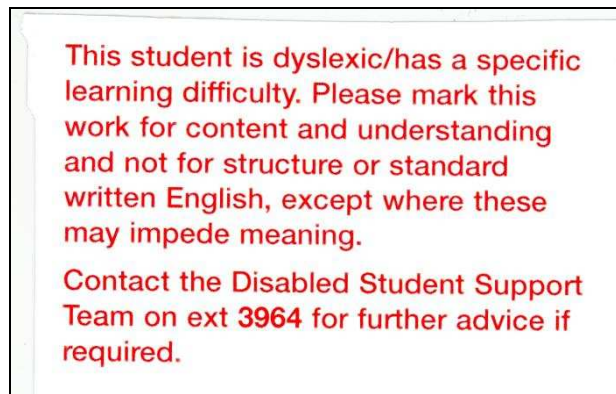 This student is dyslexic/has a specific
learning difficulty. Please mark this
work for content and understanding
and not for structure or standard
written English, except where these
may impede meaning.
Contact the Disabled Student Support
Team on ext 3964 for further advice if
required.